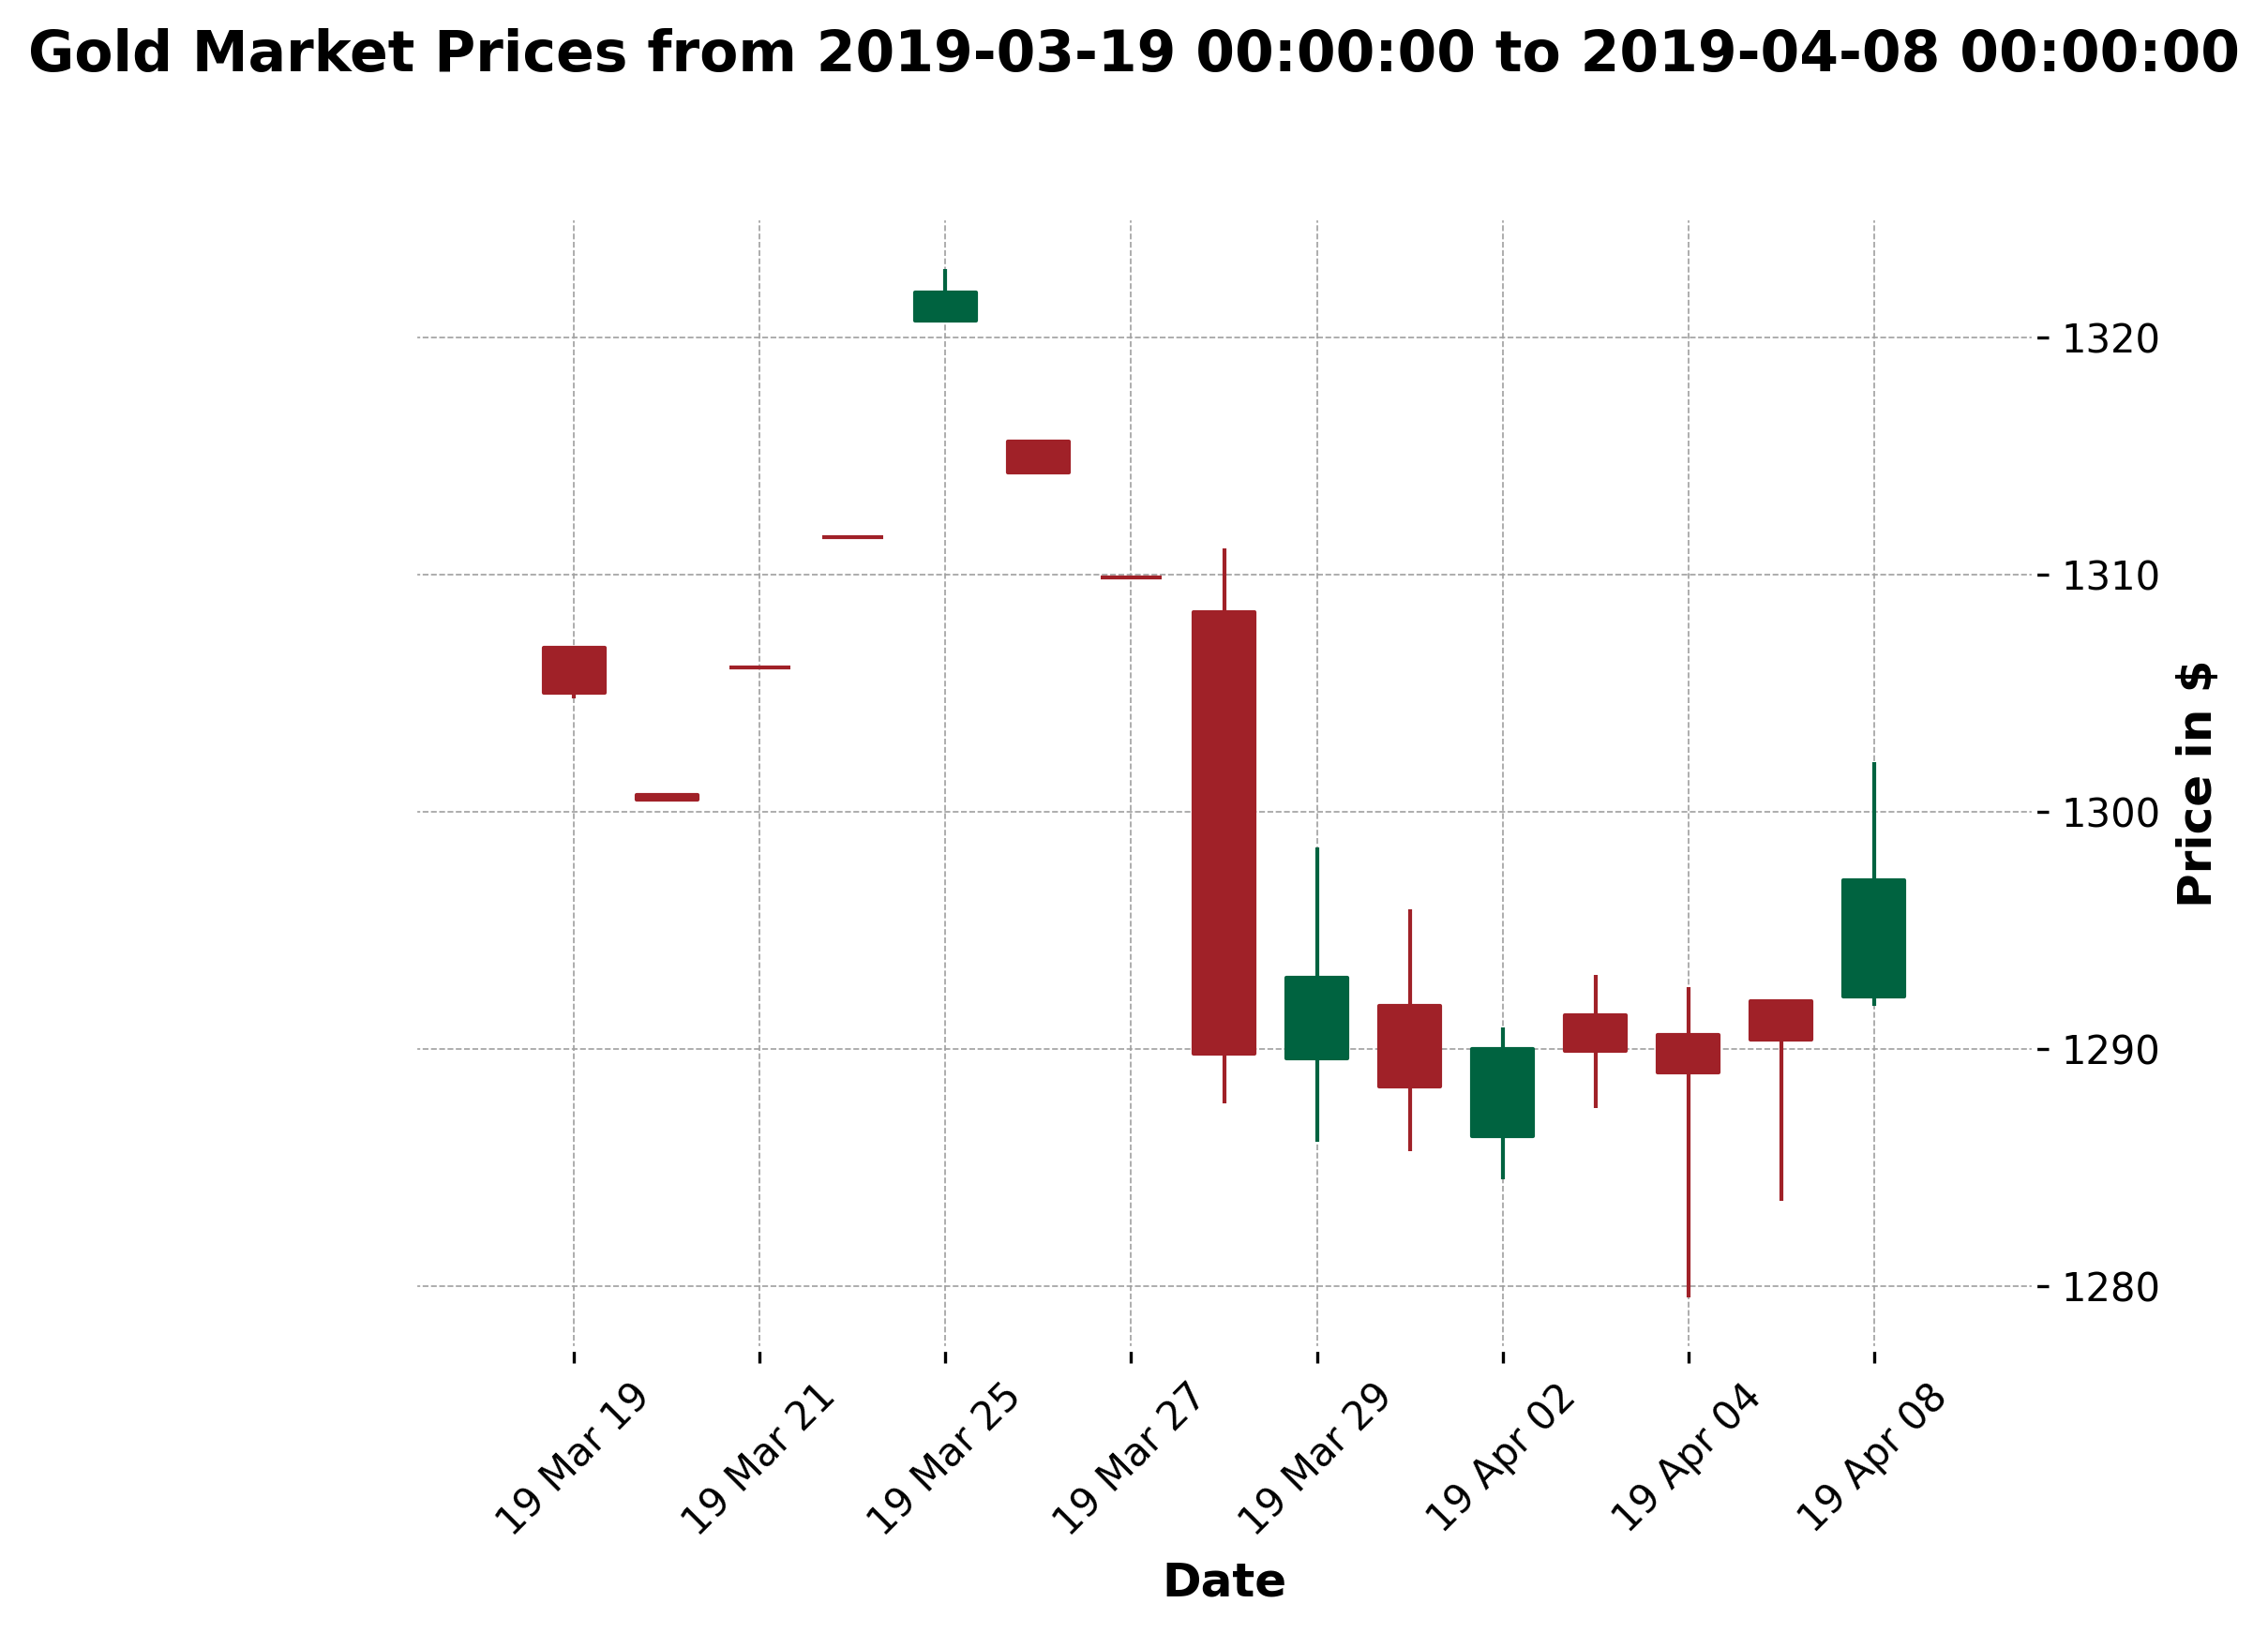 Gold Market Prices from 2019-03-19 00:00:00 to 2019-04-08 00:00:00
1320
1310
1300
1290
1280
Price in $
19 Mar 19
19 Mar 21
19 Mar 25
19 Mar 27
19 Mar 29
19 Apr 02
19 Apr 04
19 Apr 08
Date